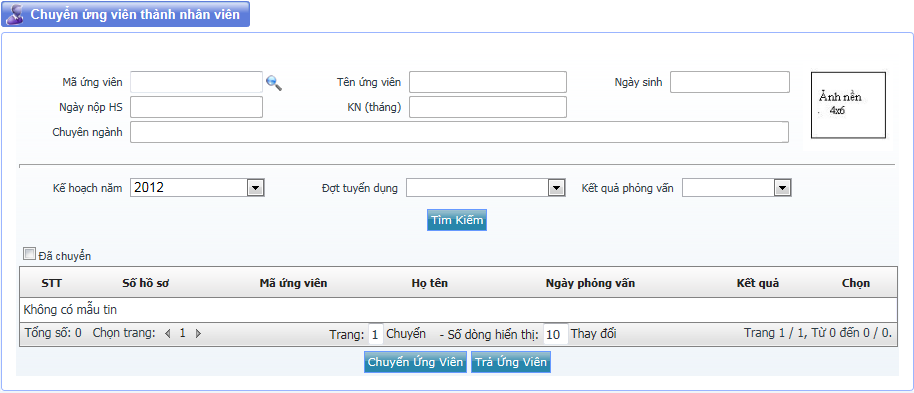 Chuyển ứng viên thành nhân viên
Mã ứng viên Tên ứng viên Ngày sinh
Ảnh nền
. 4x6
Ngày nộp HS KN (tháng)
Chuyên ngành
Kế hoạch năm 2012 Đợt tuyển dụng Kết quả phỏng vấn
Tìm Kiếm
Đã chuyển
STT Số hồ sơ Mã ứng viên Họ tên Ngày phỏng vấn Kết quả Chọn
Không có mẫu tin
Tổng số: 0 Chọn trang: 1 Trang: 1 Chuyển - Số dòng hiển thị: 10 Thay đổi Trang 1 / 1, Từ 0 đến 0 / 0.
Chuyển Ứng Viên Trả Ứng Viên